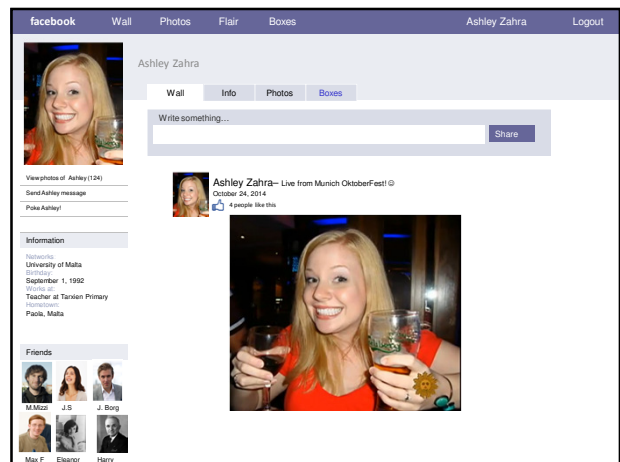 facebook Wall Photos Flair Boxes Ashley Zahra Logout
Ashley Zahra
Wall Info Photos Boxes
Write something…
Share
View photos of Ashley (124)
Send Ashley message
Poke Ashley!
Ashley Zahra– Live from Munich OktoberFest!☺
October 24, 2014
4 people like this
Information
Networks:
University of Malta
Birthday:
September 1, 1992
Works at:
Teacher at Tarxien Primary
Hometown:
Paola, Malta
Friends
M.Mizzi J.S J. Borg
Max F Eleanor Harry